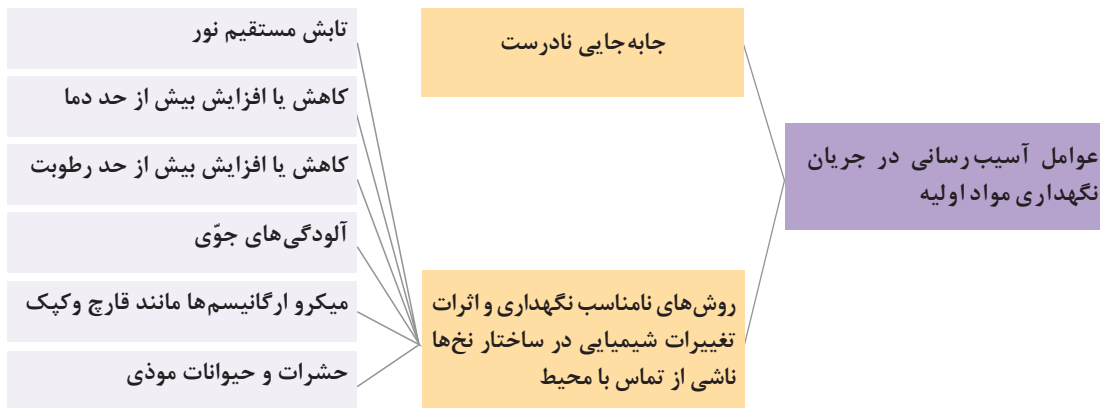 عوامل آسیب‌رسانی در جریان
نگهداری مواد اولیه
جابه‌جایی نادرست
روش‌های نامناسب نگهداری و اثرات
تغییرات شیمیایی در ساختار نخ‌ها
ناشی از تماس با محیط
تابش مستقیم نور
کاهش یا افزایش بیش از حد دما
کاهش یا افزایش بیش از حد رطوبت
آلودگی‌های جوّی
میکرو ارگانیسم‌ها مانند قارچ وکپک
حشرات و حیوانات موذی